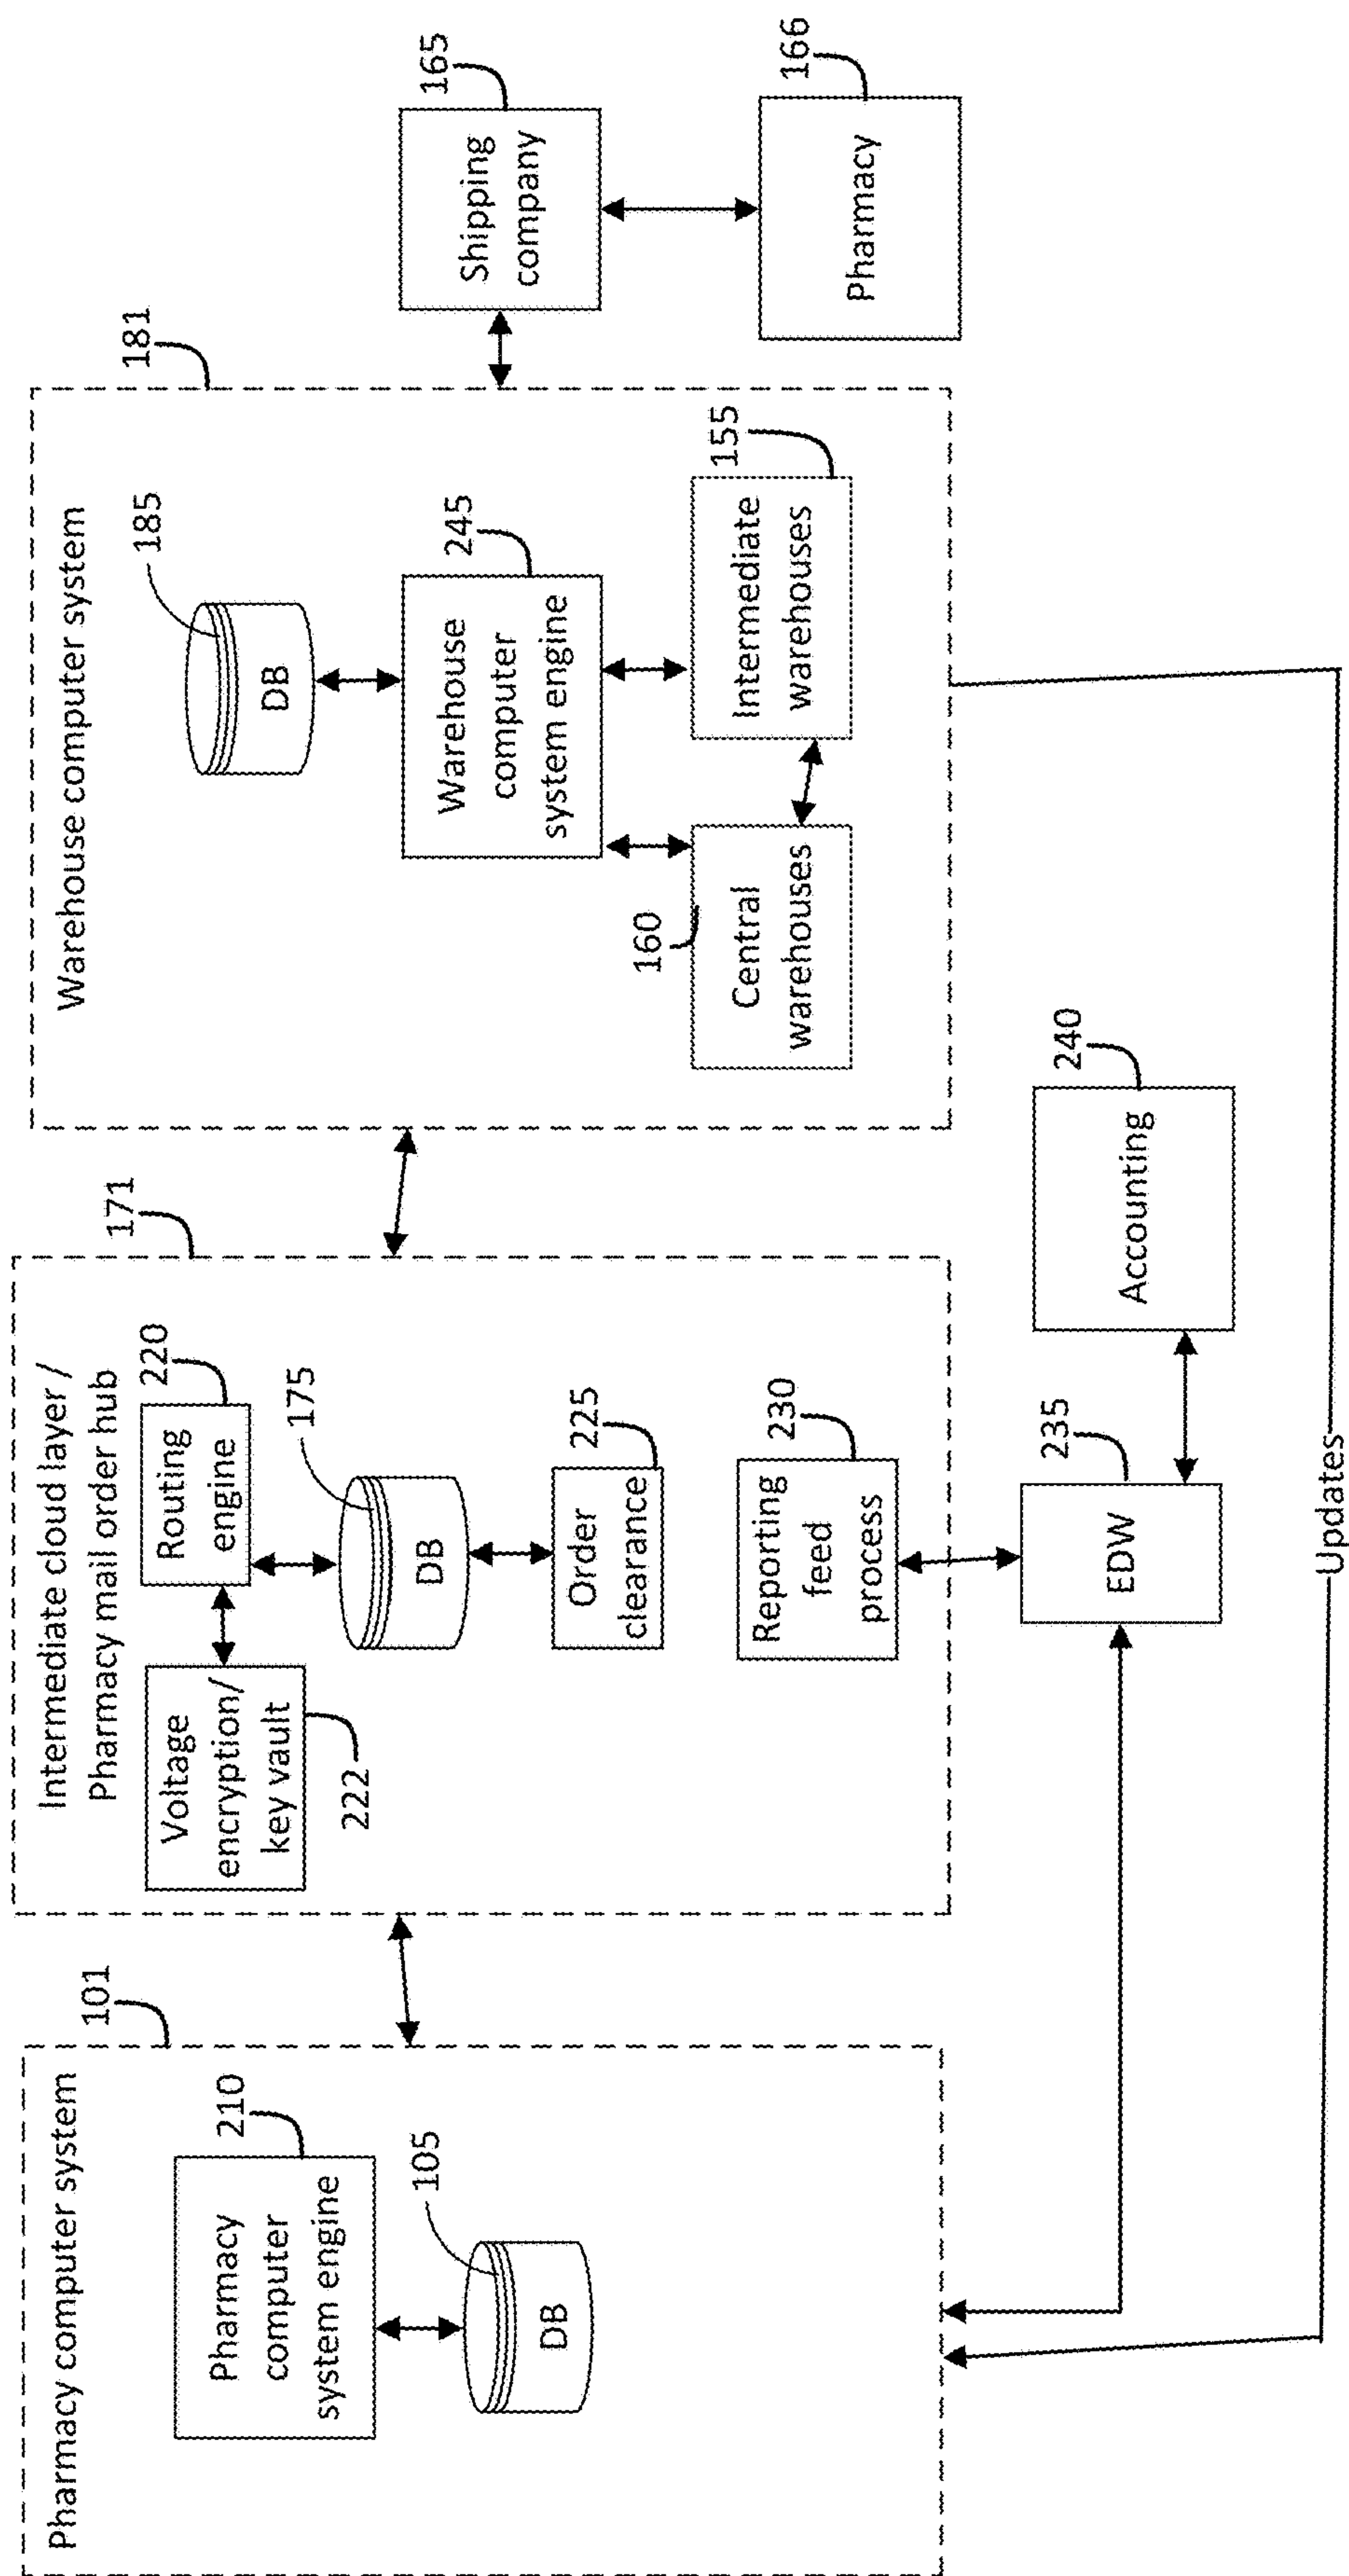 Pharmacy computer system
101
Pharmacy
computer
system engine
210
105
DB
Intermediate cloud layer /
Pharmacy mail order hub
171
Voltage
encryption/
key vault
222
Routing
engine
220
175
DB
Order
clearance
225
Reporting
feed
process
230
EDW
235
Accounting
240
Warehouse computer system
181
185
DB
Warehouse
computer
system engine
245
160
Central
warehouses
Intermediate
warehouses
155
Shipping
company
165
Pharmacy
166
Updates